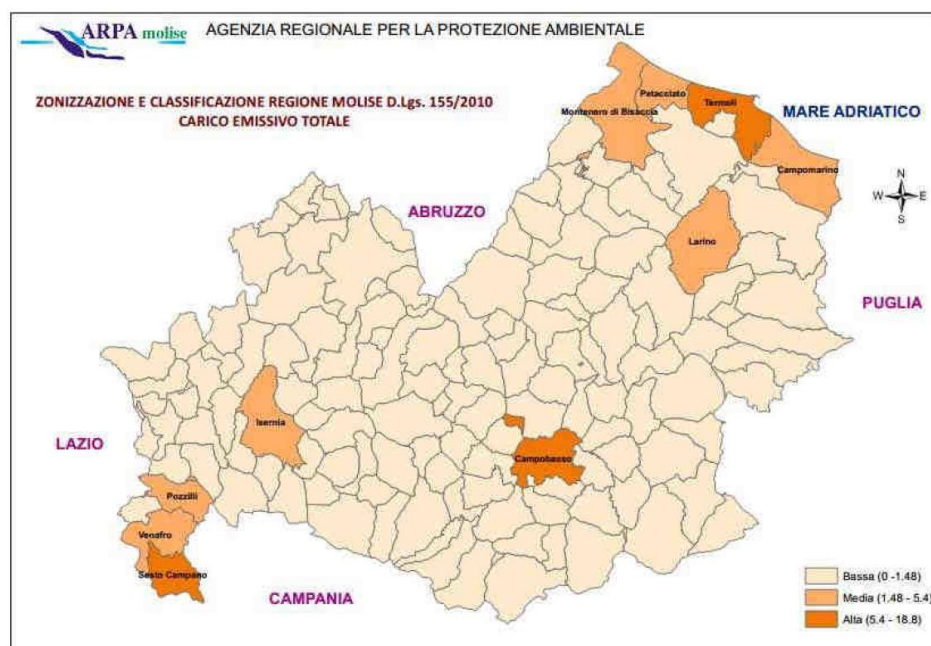 ARPA molise
AGENZIA REGIONALE PER LA PROTEZIONE AMBIENTALE
ZONIZZAZIONE E CLASSIFICAZIONE REGIONE MOLISE D.Lgs. 155/2010
CARICO EMISSIVO TOTALE
Petacciato
Termoli
Montenero di Bisaccia
MARE ADRIATICO
Campomarino
N
W E
S
ABRUZZO
Larino
PUGLIA
Isernia
LAZIO
Campobasso
Pozzilli
Venafro
Sesto Campano
CAMPANIA
Bassa (0 -1.48)
Media (1.48 - 5.4)
Alta (5.4 - 18.8)